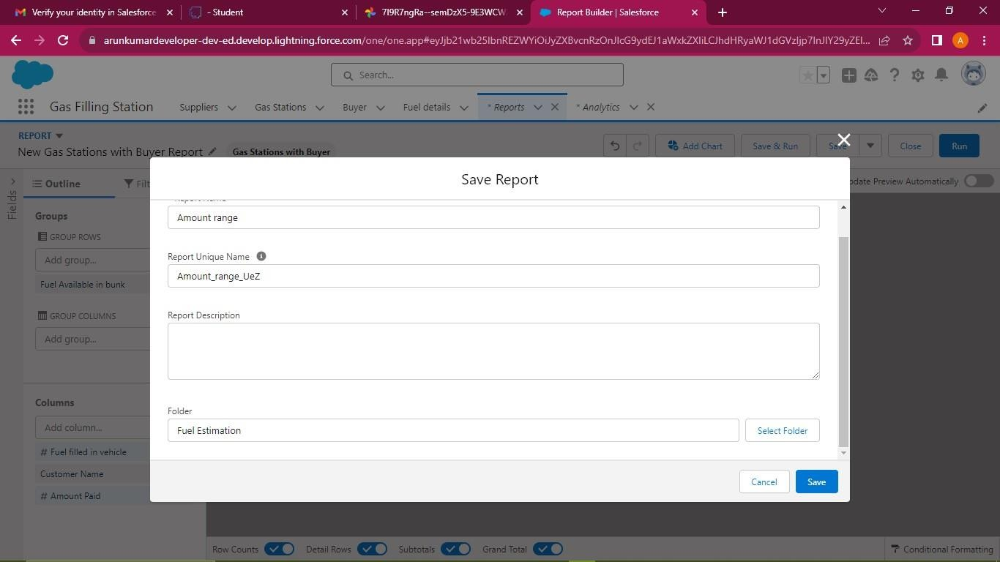 Verify your identity in Salesforce
- Student
7I9R7ngRa--semDzX5-9E3WCW
Report Builder | Salesforce
arunkumardeveloper-dev-ed.develop.lightning.force.com/one/one.app#
A
Search...
Gas Filling Station
Suppliers
Gas Stations
Buyer
Fuel details
* Reports
* Analytics
REPORT
New Gas Stations with Buyer Report
Gas Stations with Buyer
Add Chart
Save & Run
Save
Close
Run
Fields
Outline
Filt
pdate Preview Automatically
Save Report
Groups
GROUP ROWS
Add group...
Fuel Available in bunk
GROUP COLUMNS
Add group...
Columns
Add column...
# Fuel filled in vehicle
Customer Name
# Amount Paid
Report Name
Amount range
Report Unique Name
Amount_range_UeZ
Report Description
Folder
Fuel Estimation
Select Folder
Cancel
Save
Row Counts
Detail Rows
Subtotals
Grand Total
Conditional Formatting